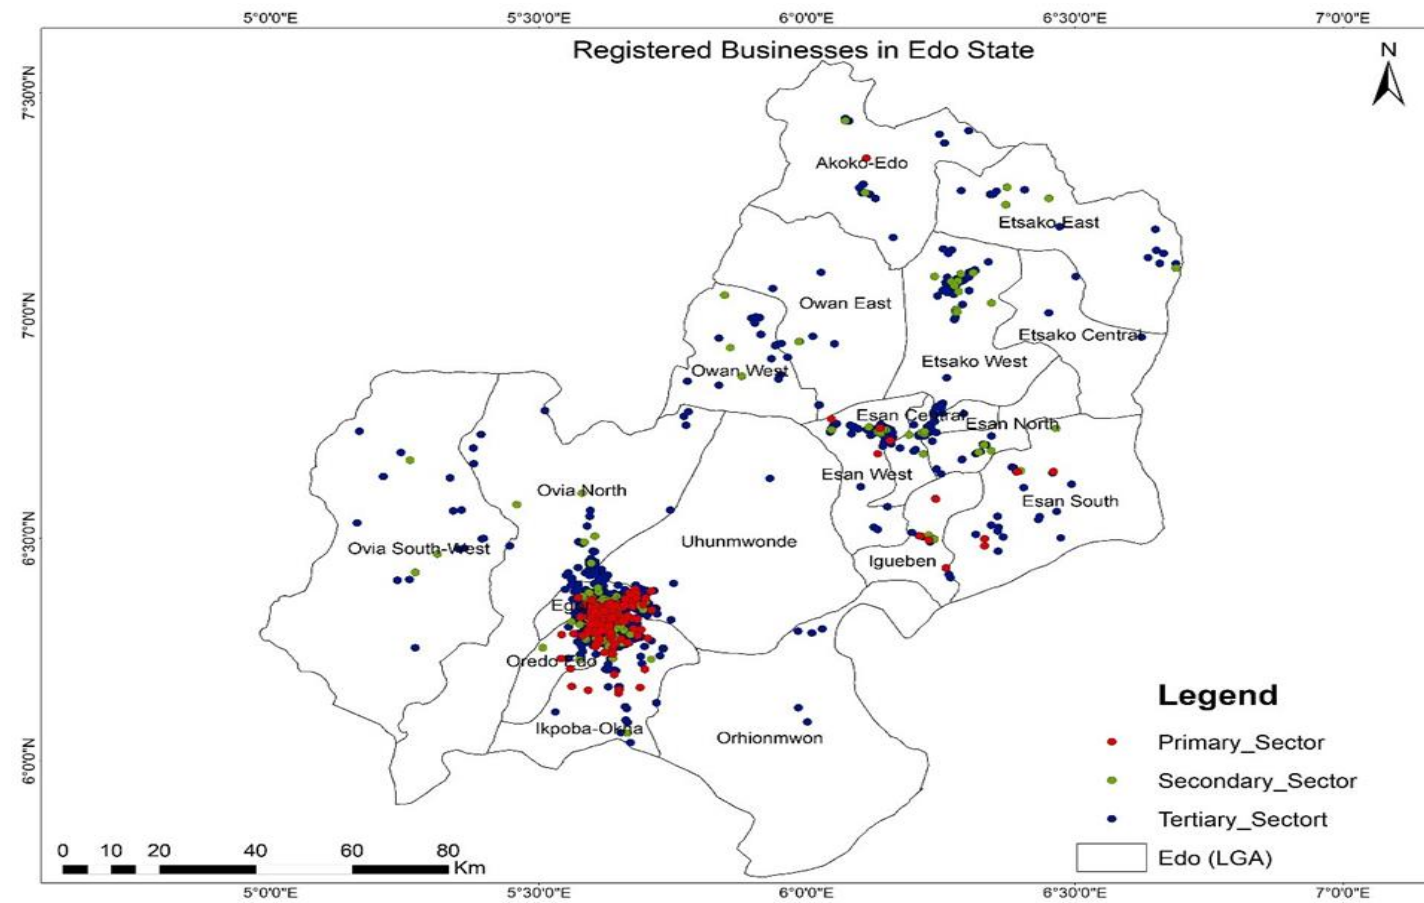 5°0'0"E 5°30'0"E 6°0'0"E 6°30'0"E 7°0'0"E
Registered Businesses in Edo State
N
7°30'0"N
7°0'0"N
6°30'0"N
6°0'0"N
Akoko-Edo
Etsako East
Owan East
Etsako Central
Etsako West
Owan West
Esan Central
Esan North
Esan West
Ovia North
Esan South
Uhunmwonde
Ovia South-West
Igueben
Oredo Edo
Ikpoba-Okha
Orhionmwon
Legend
Primary_Sector
Secondary_Sector
Tertiary_Sectort
Edo (LGA)
0 10 20 40 60 80
Km
5°0'0"E 5°30'0"E 6°0'0"E 6°30'0"E 7°0'0"E